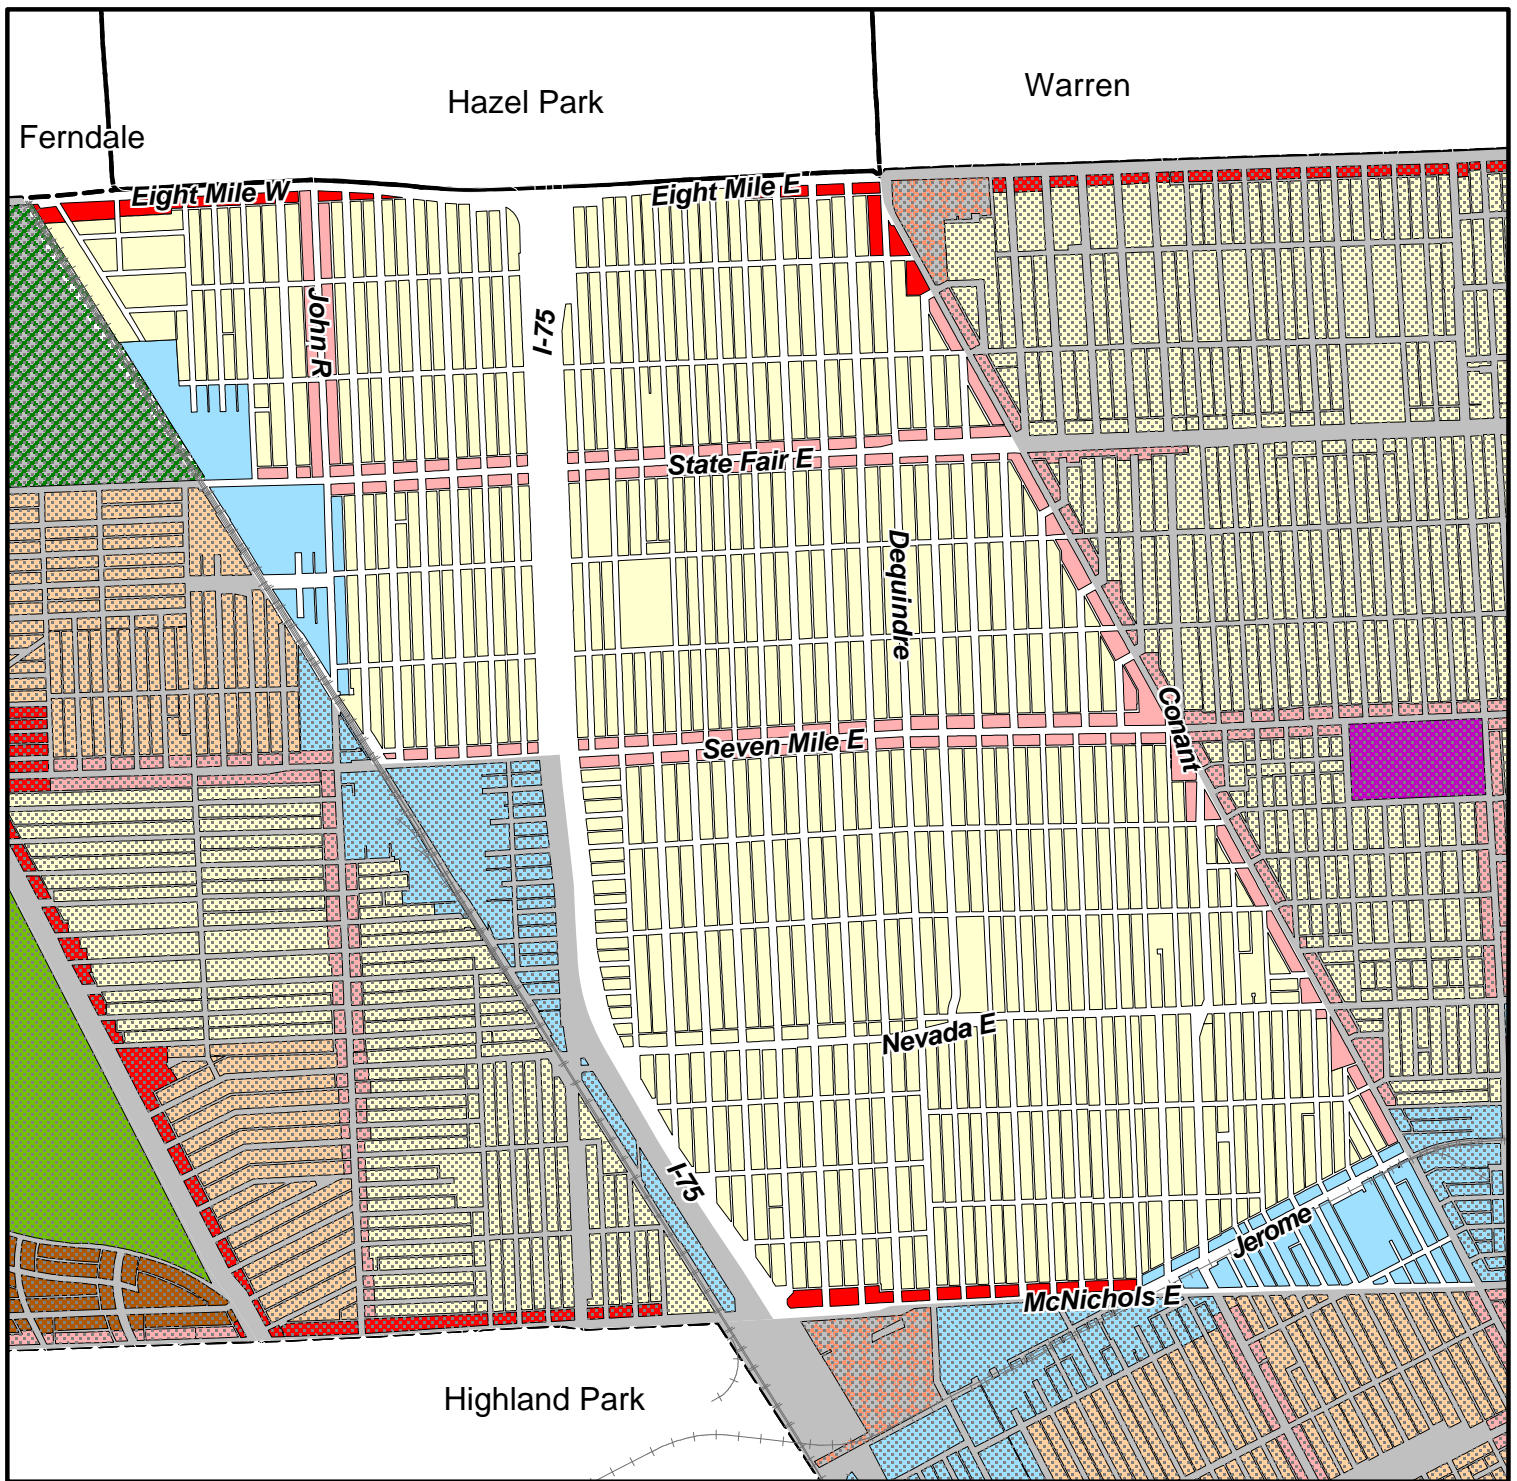 Warren
Hazel Park
Ferndale
Eight Mile W
Eight Mile E
John R
I-75
State Fair E
Dequindre
Conant
Seven Mile E
Nevada E
I-75
Jerome
McNichols E
Highland Park